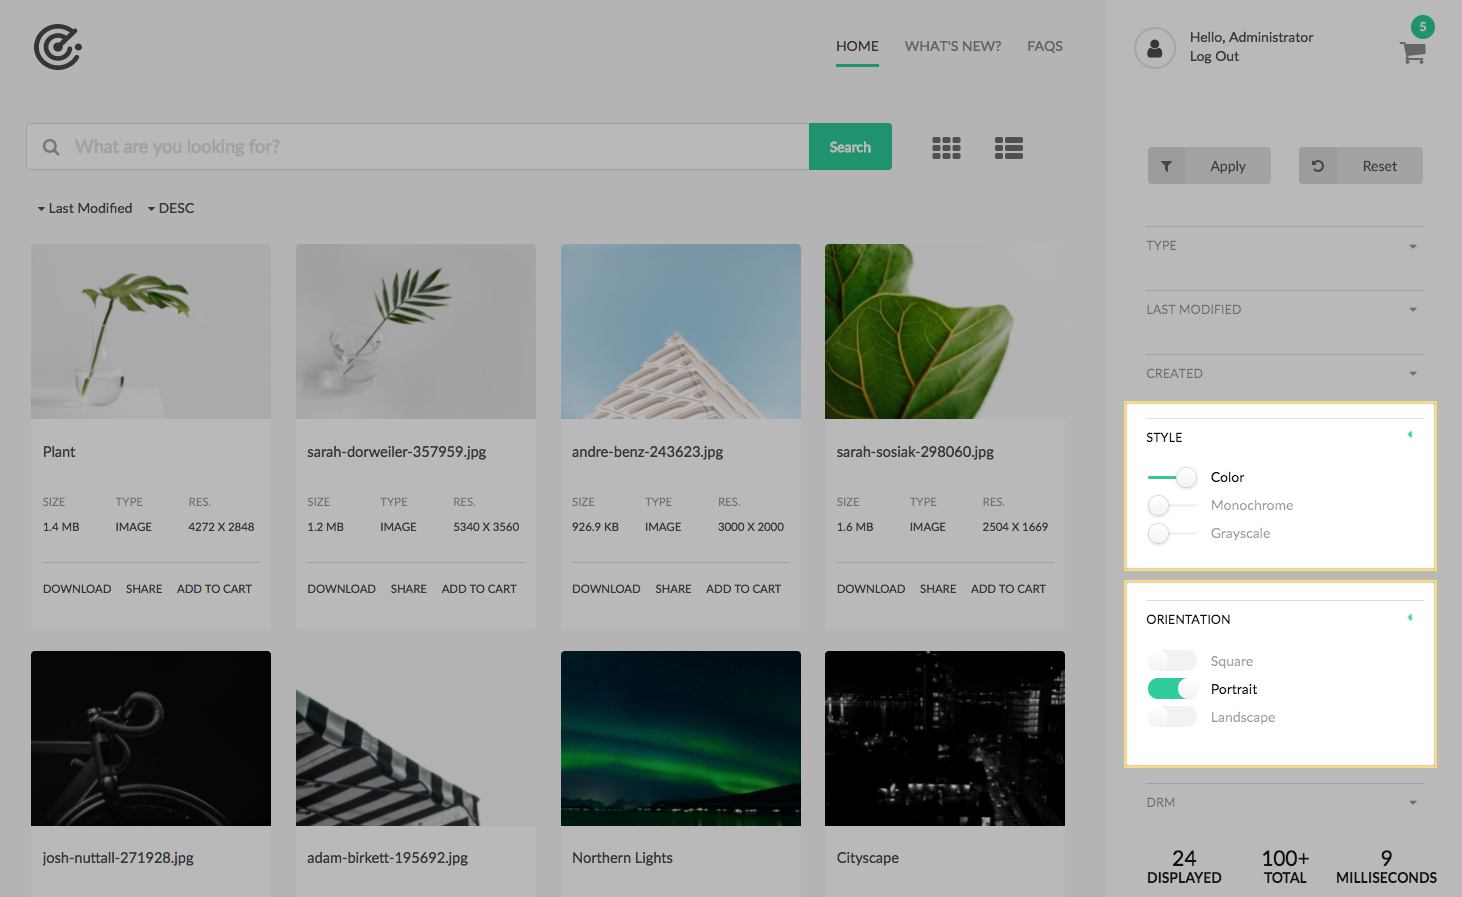 HOME WHAT'S NEW? FAQS
Hello, Administrator
Log Out
5
What are you looking for?
Search
Apply
Reset
Last Modified DESC
TYPE
LAST MODIFIED
CREATED
STYLE
Color
Monochrome
Grayscale
ORIENTATION
Square
Portrait
Landscape
DRM
24
DISPLAYED
100+
TOTAL
9
MILLISECONDS
Plant
SIZE TYPE RES.
1.4 MB IMAGE 4272 X 2848
DOWNLOAD SHARE ADD TO CART
sarah-dorweiler-357959.jpg
SIZE TYPE RES.
1.2 MB IMAGE 5340 X 3560
DOWNLOAD SHARE ADD TO CART
andre-benz-243623.jpg
SIZE TYPE RES.
926.9 KB IMAGE 3000 X 2000
DOWNLOAD SHARE ADD TO CART
sarah-sosiak-298060.jpg
SIZE TYPE RES.
1.6 MB IMAGE 2504 X 1669
DOWNLOAD SHARE ADD TO CART
josh-nuttall-271928.jpg
adam-birkett-195692.jpg
Northern Lights
Cityscape